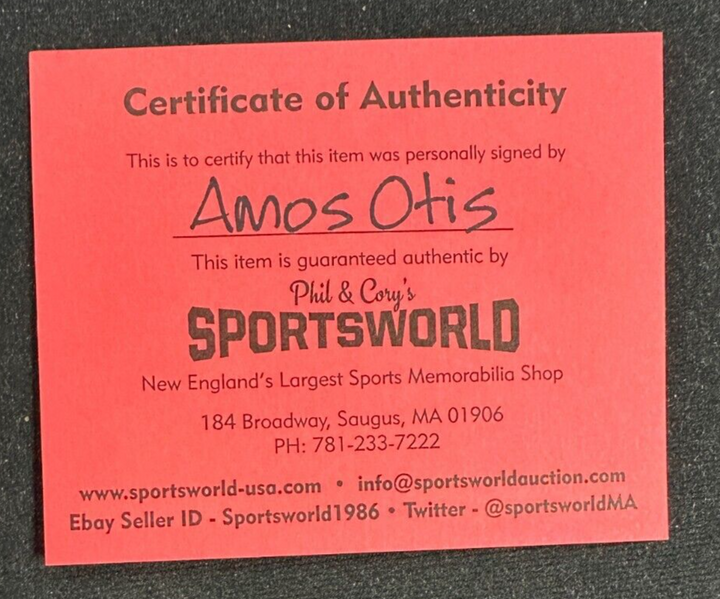 Certificate of Authenticity
This is to certify that this item was personally signed by
Amos Otis
This item is guaranteed authentic by
Phil & Cory's
SPORTSWORLD
New England's Largest Sports Memorabilia Shop
184 Broadway, Saugus, MA 01906
PH: 781-233-7222
www.sportsworld-usa.com • info@sportsworldauction.com
Ebay Seller ID - Sportsworld1986 • Twitter - @sportsworldMA